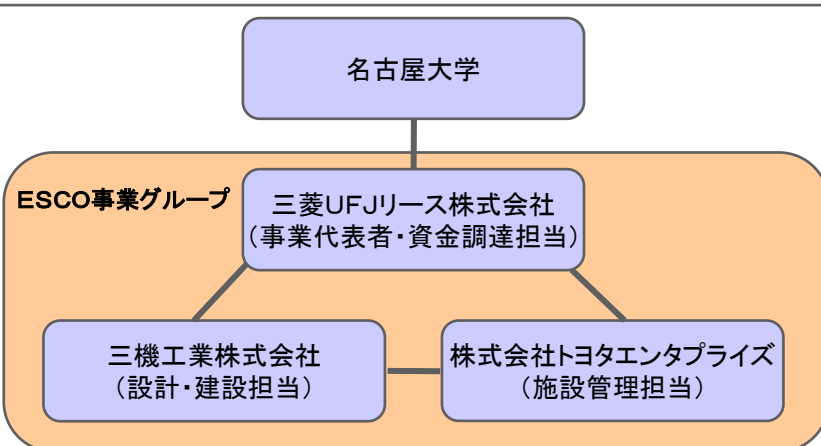 名古屋大学
ESCO事業グループ
三菱UFJリース株式会社
（事業代表者・資金調達担当）
三機工業株式会社
（設計・建設担当）
株式会社トヨタエンタプライズ
（施設管理担当）